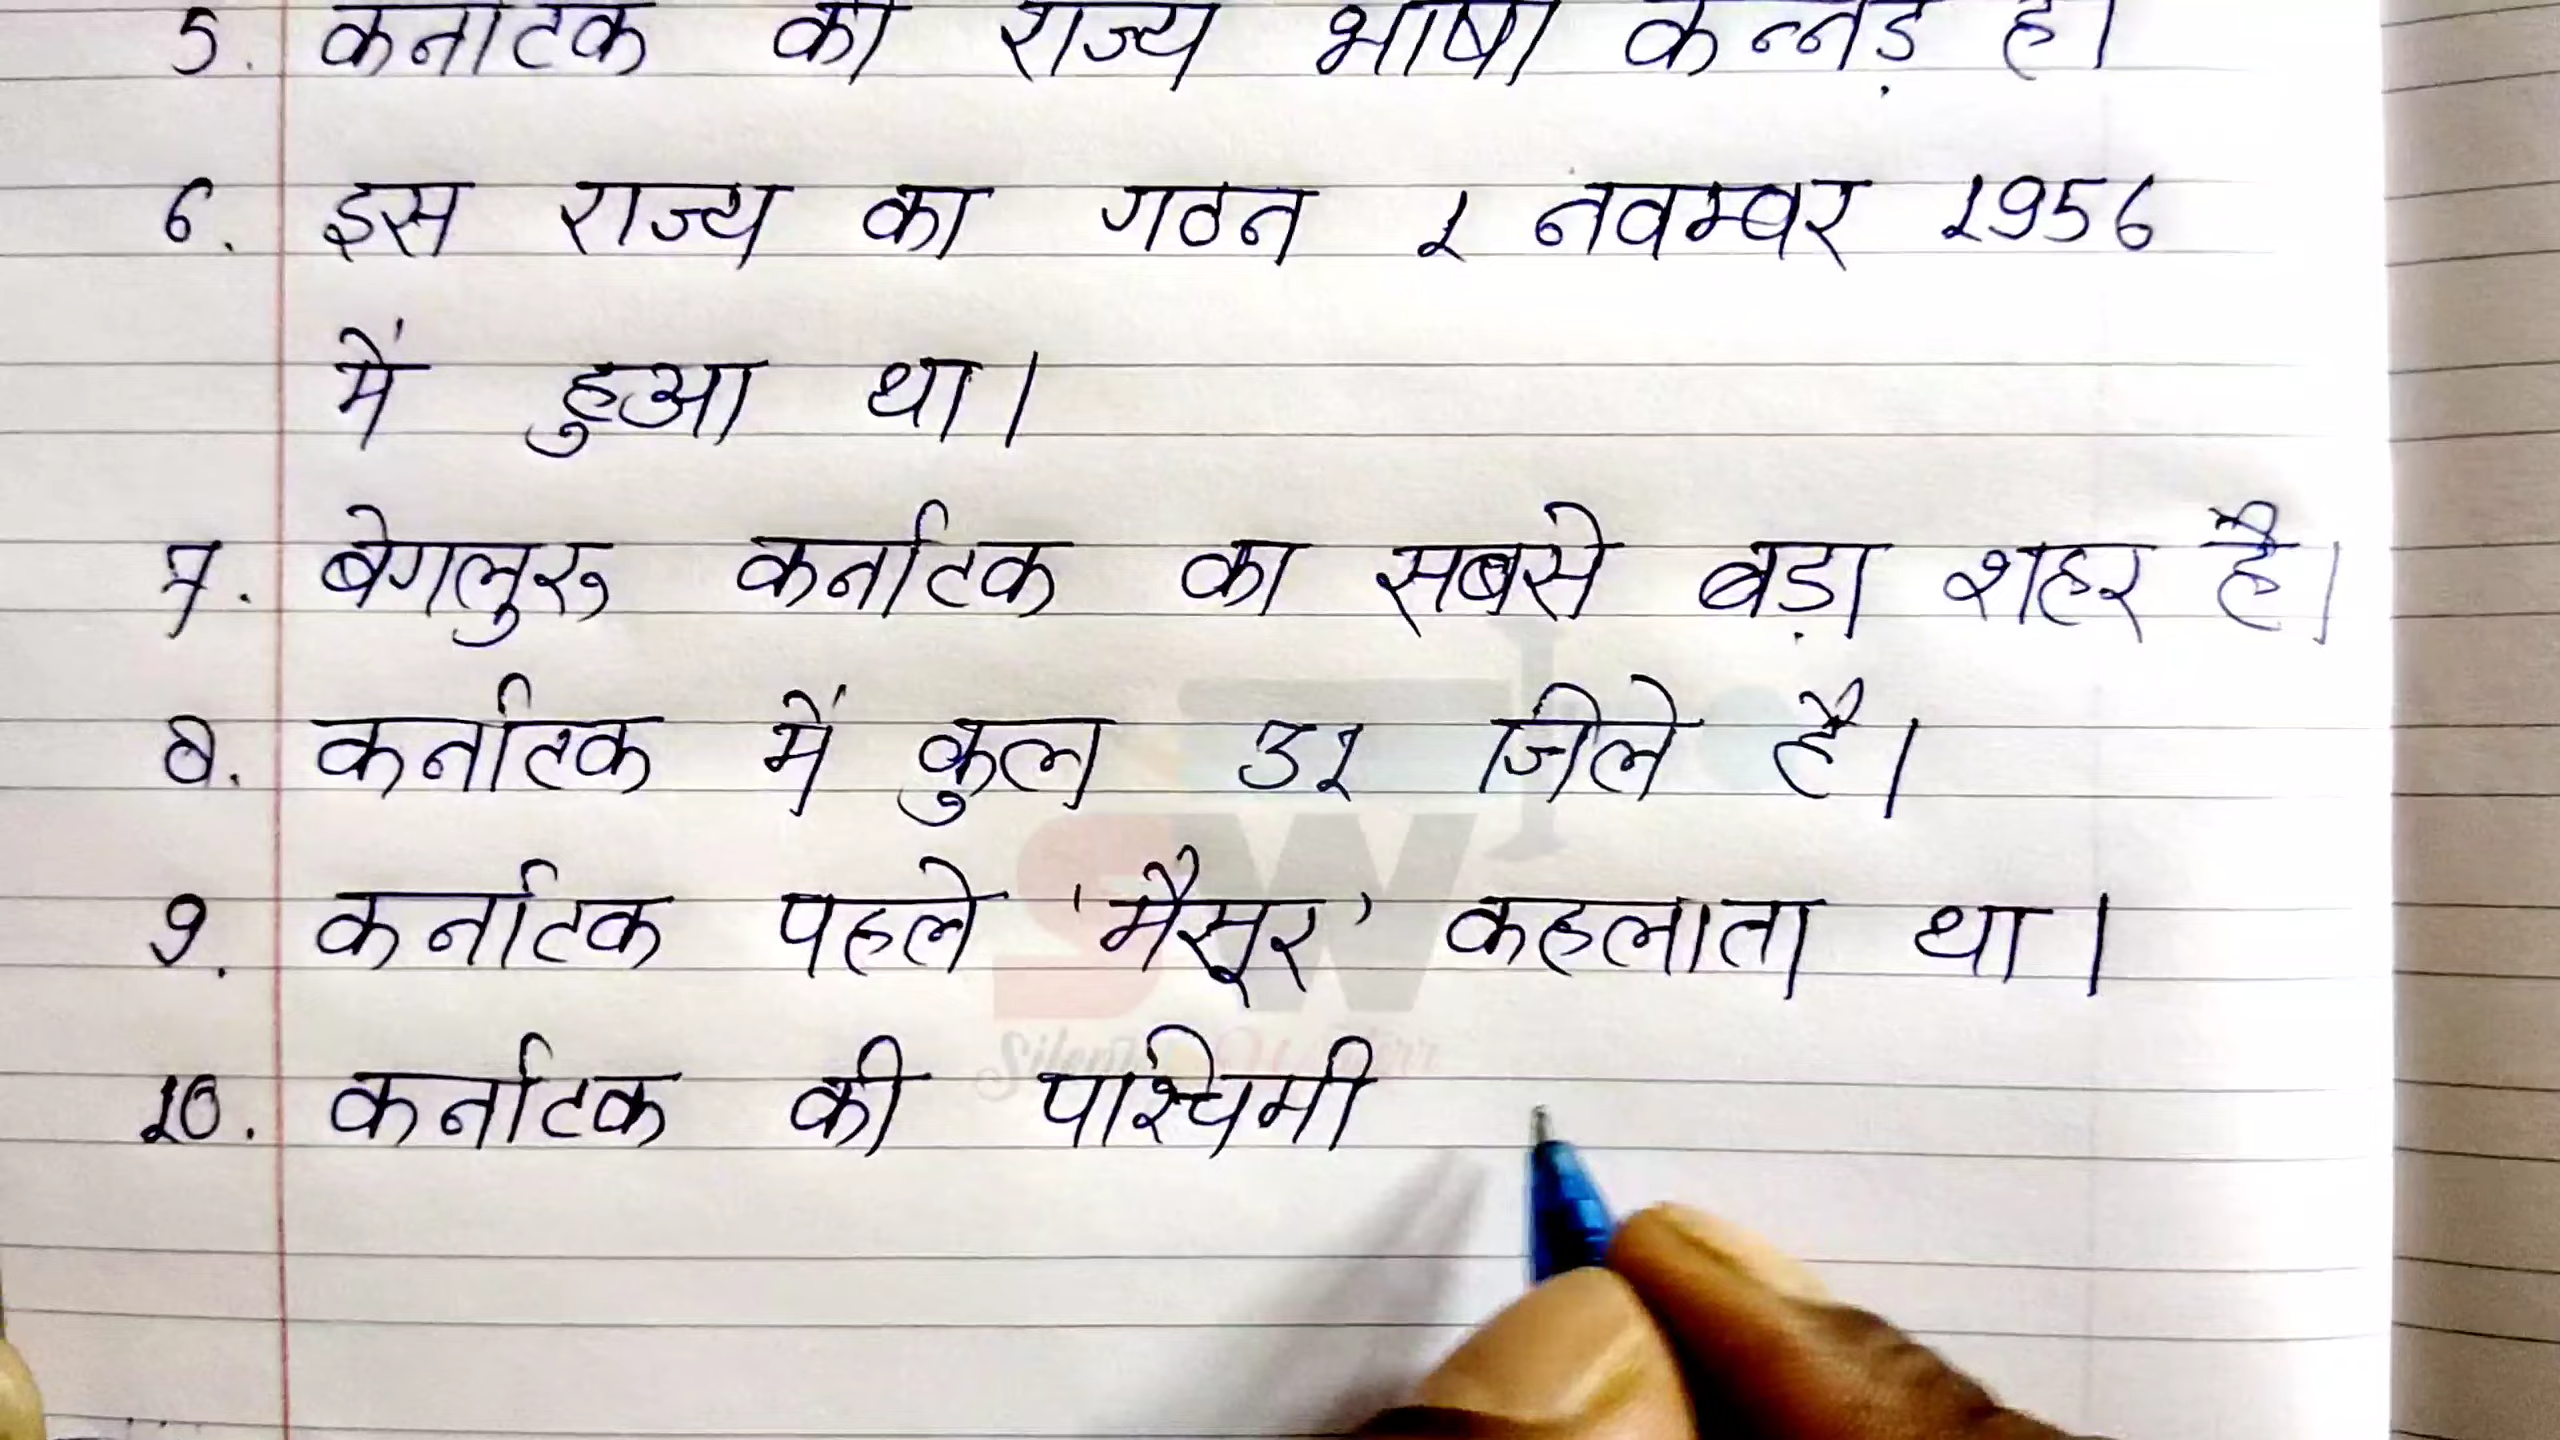 5. कर्नाटक की राज्य भाषा कन्नड़ है।
6. इस राज्य का गठन 1 नवम्बर 1956
में हुआ था।
7. बेगलुरु कर्नाटक का सबसे बड़ा शहर है।
8. कर्नाटक में कुल 31 जिले है।
SW
9. कर्नाटक पहले 'मैसूर' कहलाता था।
10. कर्नाटक की पश्चिमी